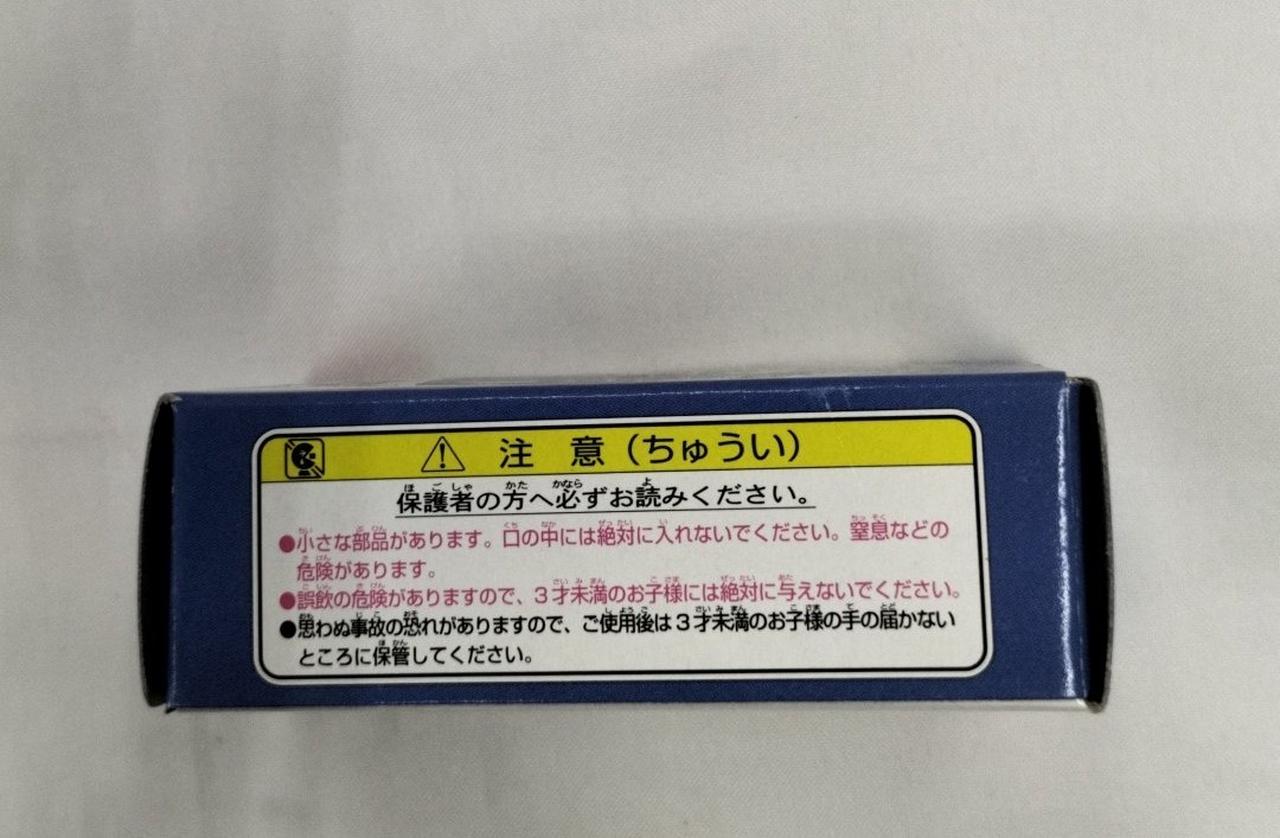 ⚠ 注 意（ちゅうい）
保護者の方へ必ずお読みください。
●小さな部品があります。口の中には絶対に入れないでください。窒息などの
危険があります。
●誤飲の危険がありますので、3才未満のお子様には絶対に与えないでください。
●思わぬ事故の恐れがありますので、ご使用後は3才未満のお子様の手の届かない
ところに保管してください。